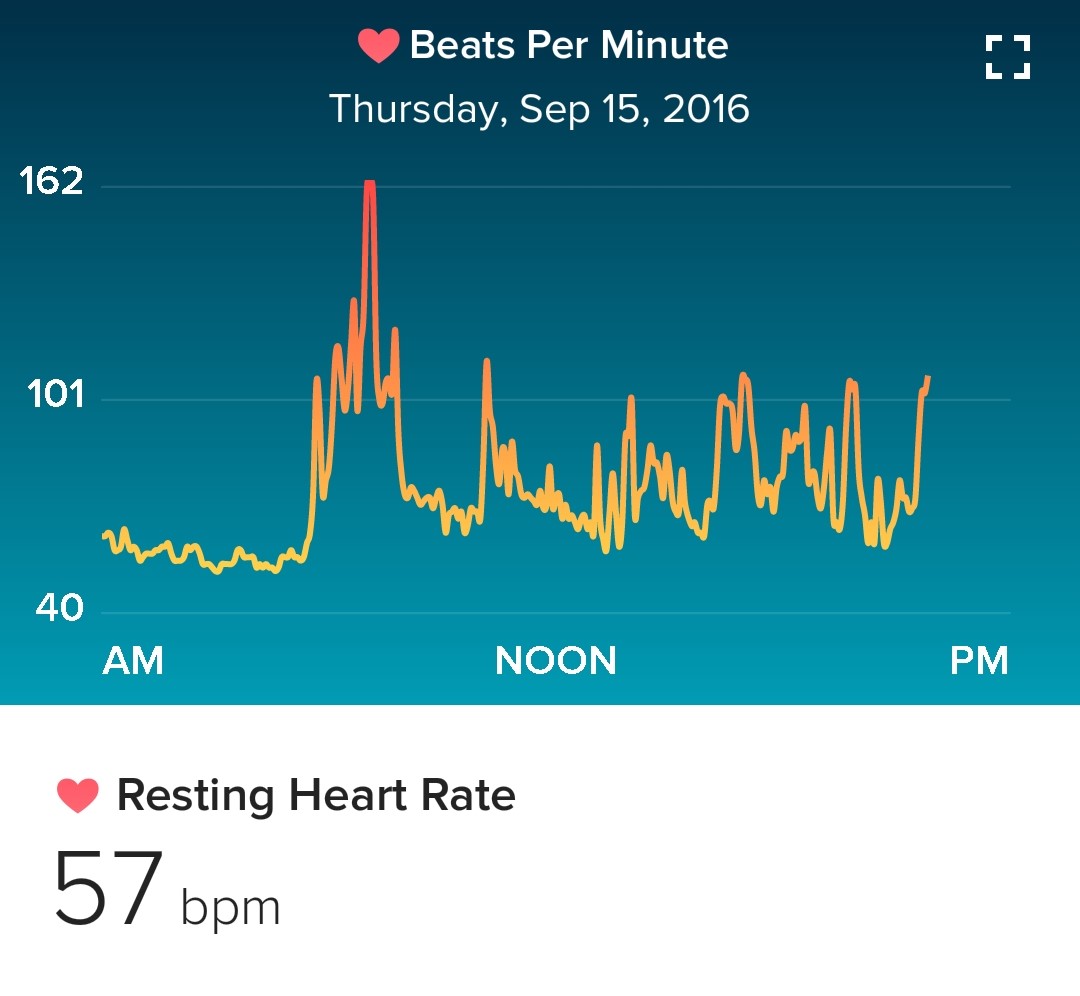 Beats Per Minute
Thursday, Sep 15, 2016
162
101
40
AM NOON PM
Resting Heart Rate
57 bpm